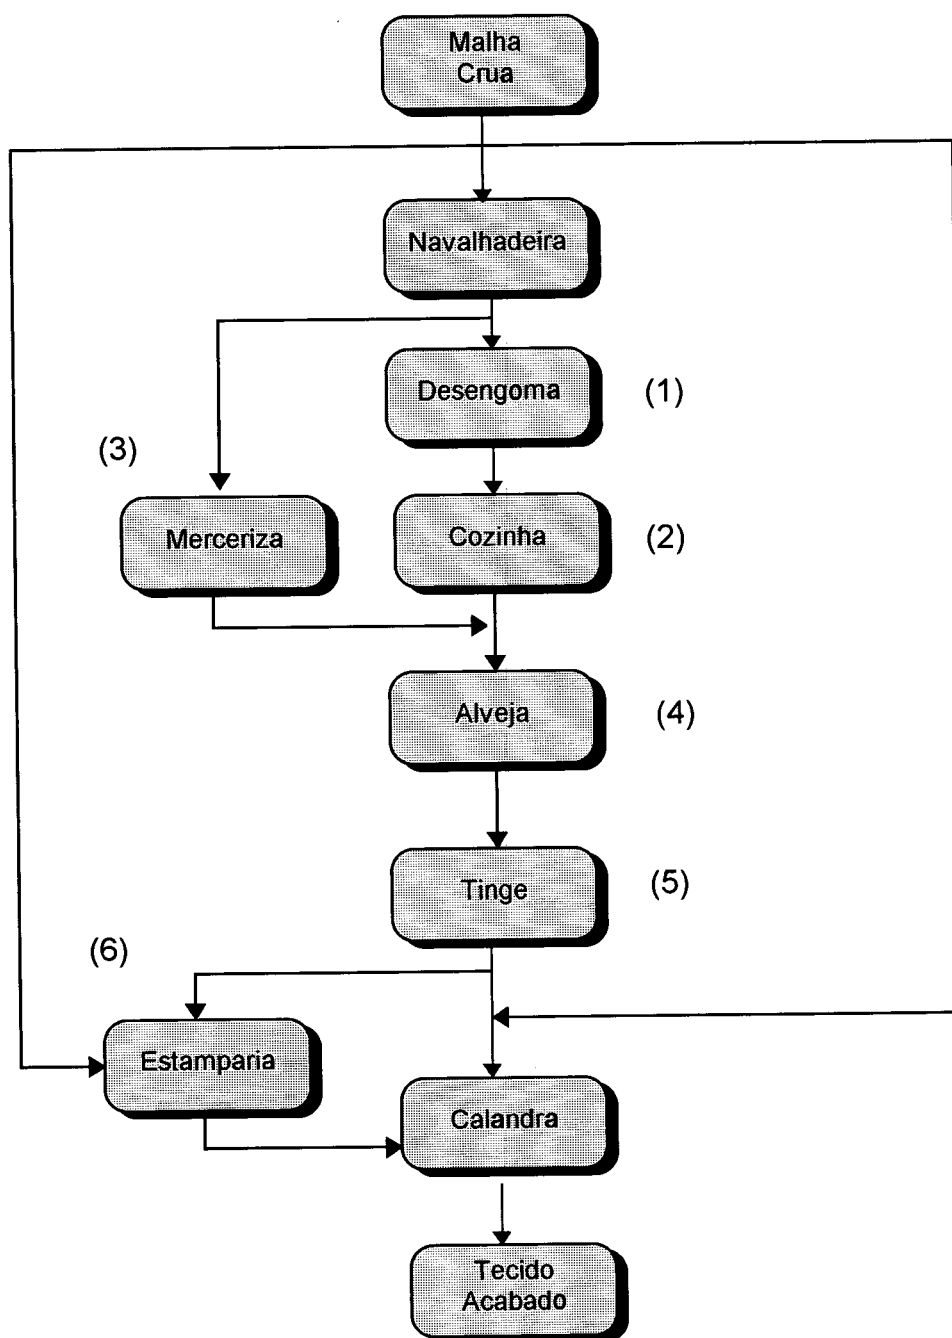 Malha
Crua
Navalhadeira
Desengoma
(1)
(3)
Merceriza
Cozinha
(2)
Alveja
(4)
Tinge
(5)
(6)
Estamparia
Calandra
Tecido
Acabado